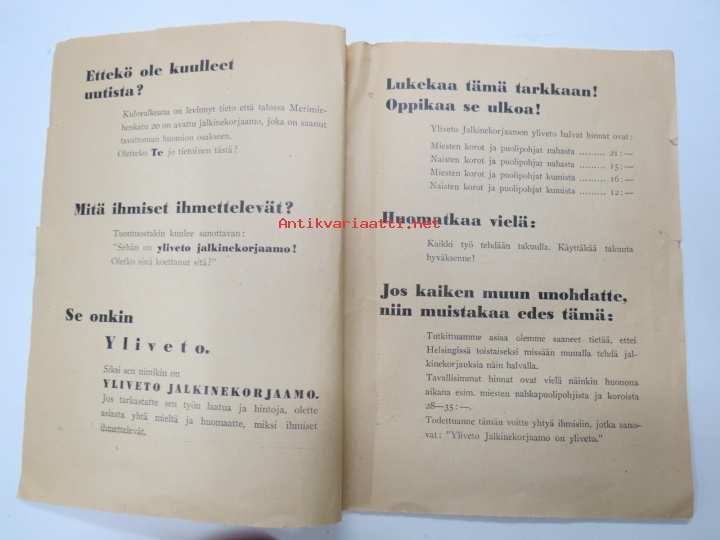 Ettekö ole kuulleet
uutista?
Kulovalkeana on levinnyt tieto että talossa Merimie-
henkatu 20 on avattu jalkinekorjaamo, joka on saanut
tavattoman huomion osakseen.
Oletteko Te jo tietoinen tästä?
Mitä ihmiset ihmettelevät?
Tuontuostakin kuulee sanottavan:
"Sehän on yliveto jalkinekorjaamo!
Oletko sinä koettanut sitä?"
Se onkin
Yliveto.
Siksi sen nimikin on
YLIVETO JALKINEKORJAAMO.
Jos tarkastatte sen työn laatua ja hintoja, olette
asiasta yhtä mieltä ja huomaatte, miksi ihmiset
ihmettelevät.
Lukekaa tämä tarkkaan!
Oppikaa se ulkoa!
Yliveto Jalkinekorjaamon yliveto halvat hinnat ovat:
Miesten korot ja puolipohjat nahasta ......... 21:—
Naisten korot ja puolipohjat nahasta ......... 15:—
Miesten korot ja puolipohjat kumista ......... 16:—
Naisten korot ja puolipohjat kumista ......... 12:—
Huomatkaa vielä:
Kaikki työ tehdään takuulla. Käyttäkää takuuta
hyväksenne!
Jos kaiken muun unohdatte,
niin muistakaa edes tämä:
Tutkittuamme asiaa olemme saaneet tietää, ettei
Helsingissä toistaiseksi missään muualla tehdä jal-
kinekorjauksia näin halvalla.
Tavallisimmat hinnat ovat vielä näinkin huonona
aikana esim. miesten nahkapuolipohjista ja koroista
28—35:—.
Todettuanne tämän voitte yhtyä ihmisiin, jotka sano-
vat: "Yliveto Jalkinekorjaamo on yliveto."
Antikvariaatti.net